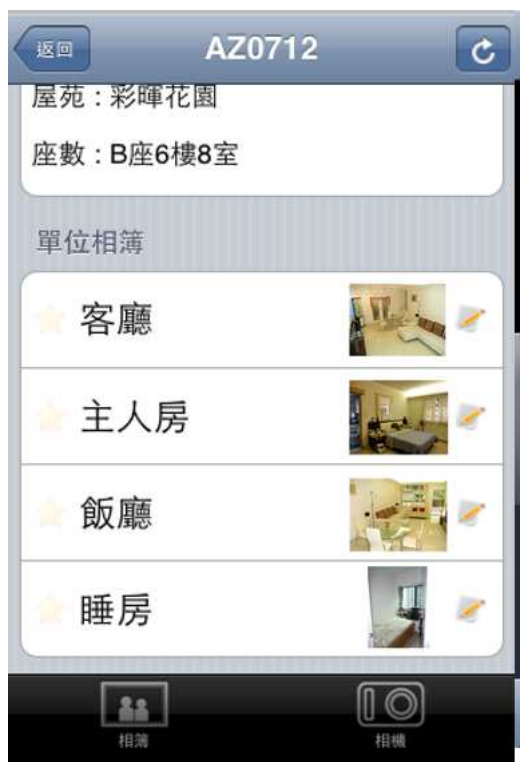 返回 AZ0712
屋苑 : 彩暉花園
座數 : B座6樓8室
單位相簿
客廳
主人房
飯廳
睡房
相簿 相機